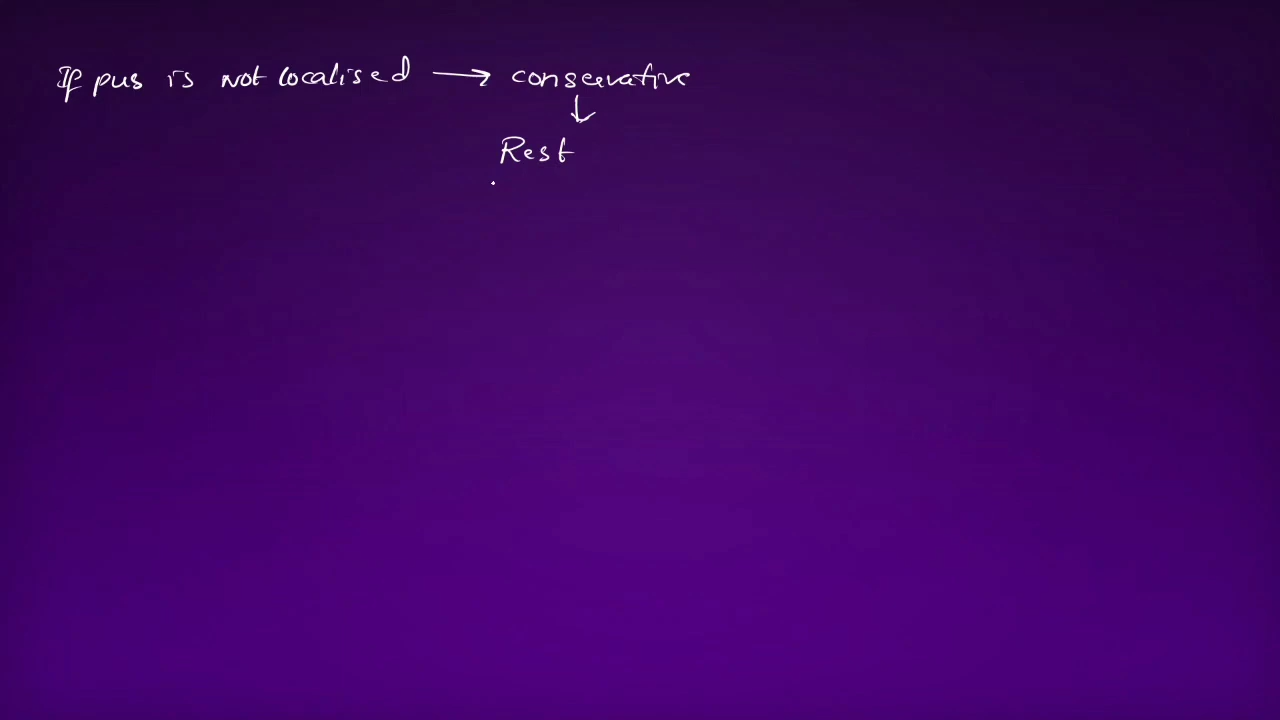 If pus is not localised → conservative
↓
Rest